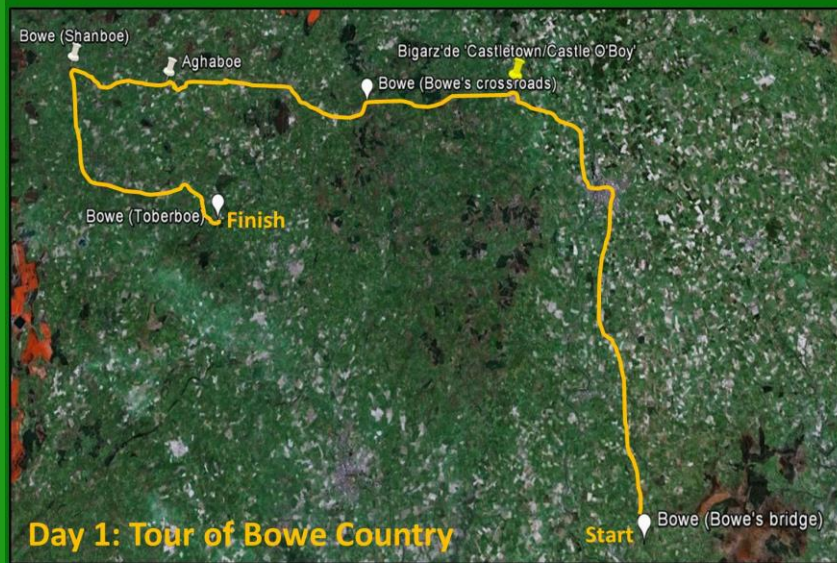 Bowe (Shanboe)
Aghaboe
Bigarz'de 'Castletown/Castle O'Boy'
Bowe (Bowe's crossroads)
Bowe (Toberboe)
Finish
Day 1: Tour of Bowe Country
Start
Bowe (Bowe's bridge)